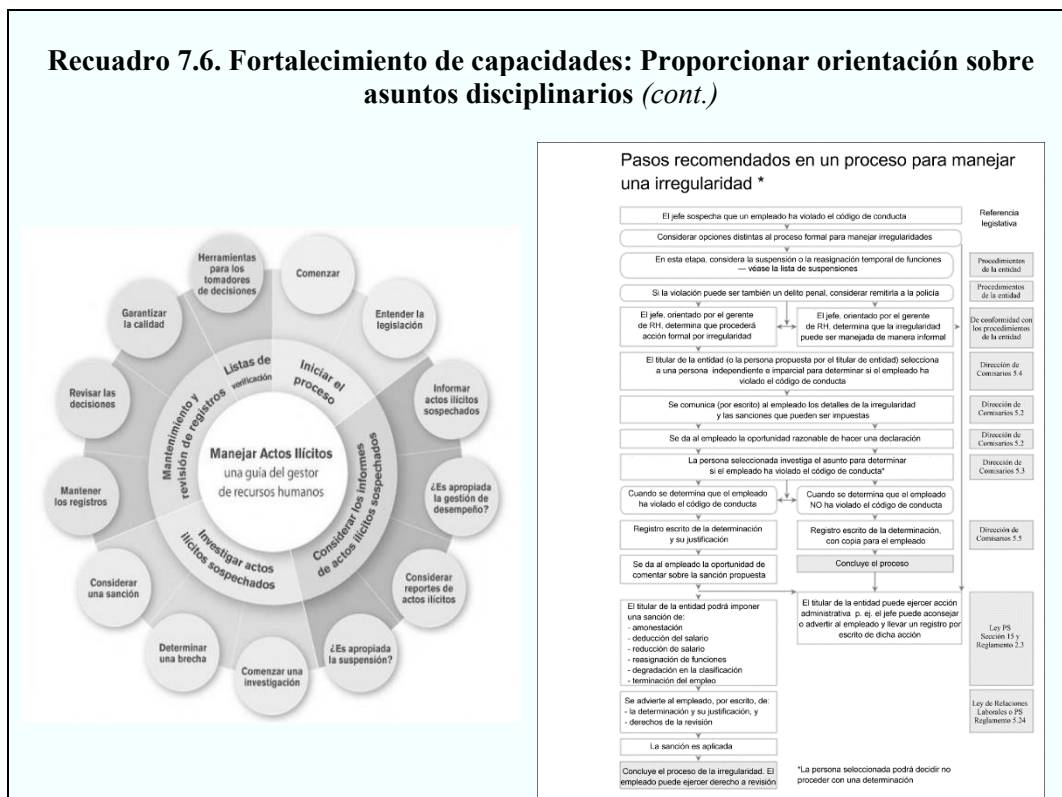 Recuadro 7.6. Fortalecimiento de capacidades: Proporcionar orientación sobre
asuntos disciplinarios (cont.)
Manejar Actos Ilícitos
una guía del gestor
de recursos humanos
Iniciar el
proceso
Considerar los informes
de actos ilícitos sospechados
Investigar actos
ilícitos sospechados
Mantenimiento y
revisión de registros
Listas de
verificación
Comenzar
Entender la
legislación
Informar
actos ilícitos
sospechados
¿Es apropiada
la gestión de
desempeño?
Considerar
reportes de
actos ilícitos
¿Es apropiada
la suspensión?
Comenzar una
investigación
Determinar
una brecha
Considerar
una sanción
Mantener
los registros
Revisar las
decisiones
Garantizar
la calidad
Herramientas
para los
tomadores
de decisiones
Pasos recomendados en un proceso para manejar
una irregularidad *
Referencia
legislativa
El jefe sospecha que un empleado ha violado el código de conducta
Considerar opciones distintas al proceso formal para manejar irregularidades
En esta etapa, considera la suspensión o la reasignación temporal de funciones
— véase la lista de suspensiones
Procedimientos
de la entidad
Si la violación puede ser también un delito penal, considerar remitirla a la policia
Procedimientos
de la entidad
El jefe, orientado por el gerente
de RH, determina que procederá
acción formal por irregularidad
El jefe, orientado por el gerente
de RH, determina que la irregularidad
puede ser manejada de manera informal
De conformidad con
los procedimientos
de la entidad
El titular de la entidad (o la persona propuesta por el titular de entidad) selecciona
a una persona independiente e imparcial para determinar si el empleado ha
violado el código de conducta
Dirección de
Comisarios 5.4
Se comunica (por escrito) al empleado los detalles de la irregularidad
y las sanciones que pueden ser impuestas
Dirección de
Comisarios 5.2
Se da al empleado la oportunidad razonable de hacer una declaración
Dirección de
Comisarios 5.2
La persona seleccionada investiga el asunto para determinar
si el empleado ha violado el código de conducta*
Dirección de
Comisarios 5.3
Cuando se determina que el empleado
ha violado el código de conducta
Cuando se determina que el empleado
NO ha violado el código de conducta
Registro escrito de la determinación
y su justificación
Registro escrito de la determinación,
con copia para el empleado
Dirección de
Comisarios 5.5
Se da al empleado la oportunidad de
comentar sobre la sanción propuesta
Concluye el proceso
El titular de la entidad podrá imponer
una sanción de:
- amonestación
- deducción del salario
- reducción de salario
- reasignación de funciones
- degradación en la clasificación
- terminación del empleo
El titular de la entidad puede ejercer acción
administrativa p. ej. el jefe puede aconsejar
o advertir al empleado y llevar un registro por
escrito de dicha acción
Ley PS
Sección 15 y
Reglamento 2.3
Se advierte al empleado, por escrito, de:
- la determinación y su justificación, y
- derechos de la revisión
Ley de Relaciones
Laborales o PS
Reglamento 5.24
La sanción es aplicada
Concluye el proceso de la irregularidad. El
empleado puede ejercer derecho a revisión
*La persona seleccionada podrá decidir no
proceder con una determinación